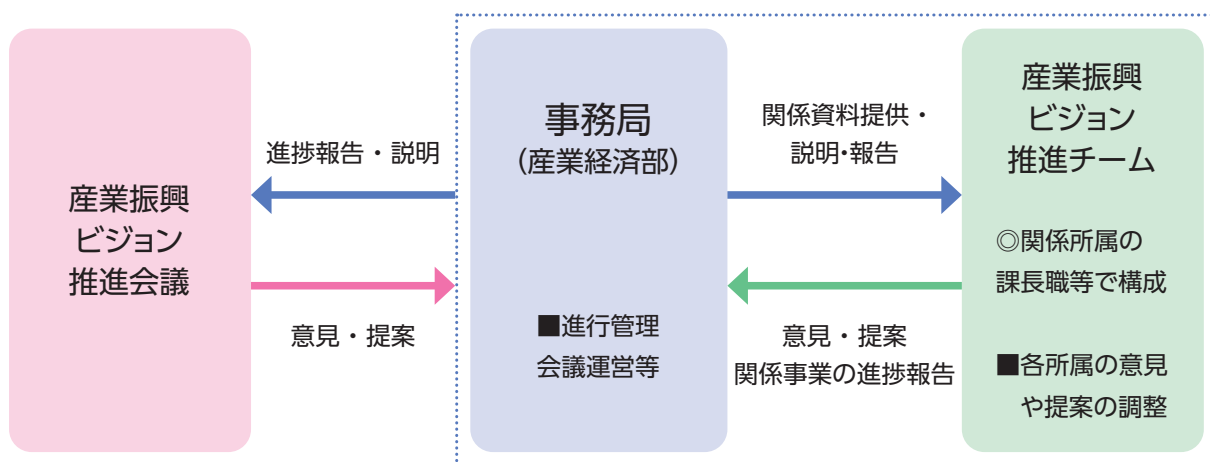 産業振興
ビジョン
推進会議
進捗報告・説明
意見・提案
事務局
(産業経済部)
■進行管理
会議運営等
関係資料提供・
説明・報告
意見・提案
関係事業の進捗報告
産業振興
ビジョン
推進チーム
◎関係所属の
課長職等で構成
■各所属の意見
や提案の調整